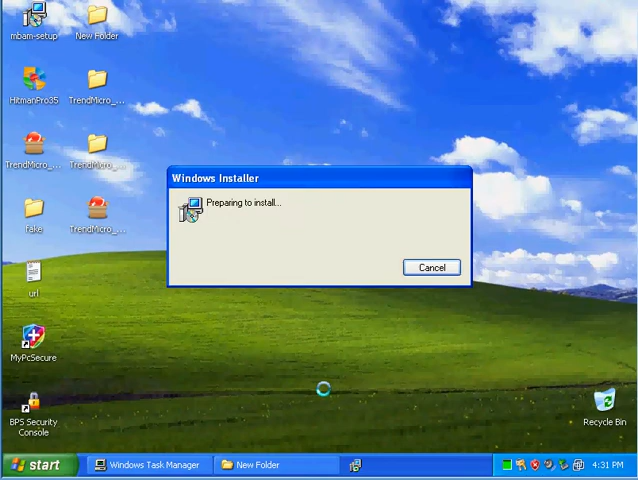 mbam-setup
New Folder
HitmanPro35
TrendMicro_...
TrendMicro_...
TrendMicro_...
fake
TrendMicro_...
url
MyPcSecure
BPS Security
Console
Windows Installer
Preparing to install...
Cancel
Recycle Bin
start
Windows Task Manager
New Folder
4:31 PM